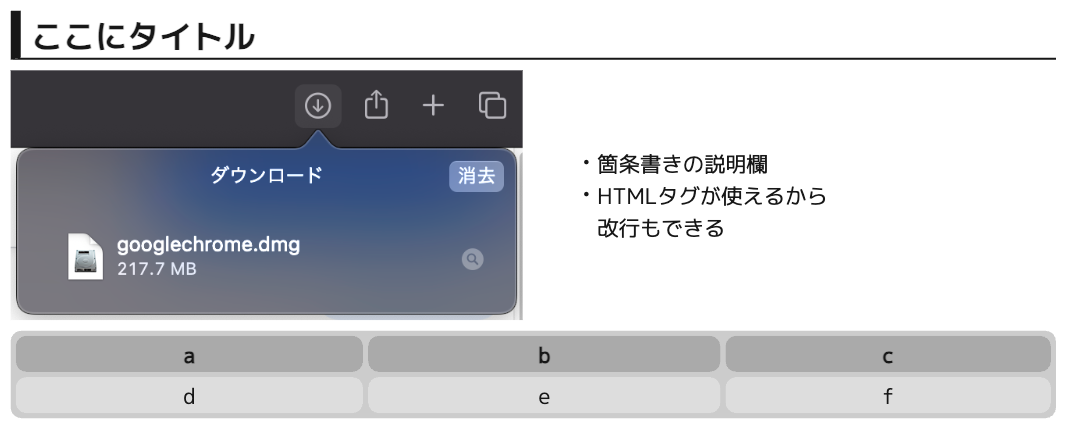 ここにタイトル
ダウンロード 消去
googlechrome.dmg
217.7 MB
・箇条書きの説明欄
・HTMLタグが使えるから
改行もできる
a b c
d e f